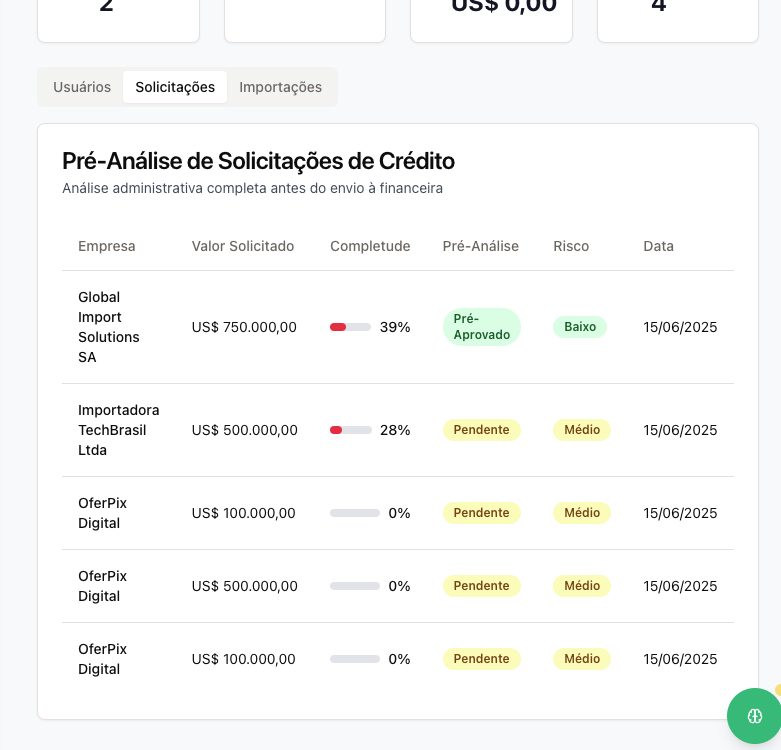 2
US$ 0,00
4
Usuários
Solicitações
Importações
Pré-Análise de Solicitações de Crédito
Análise administrativa completa antes do envio à financeira
Empresa
Valor Solicitado
Completude
Pré-Análise
Risco
Data
Global
Import
Solutions
SA
US$ 750.000,00
39%
Pré-
Aprovado
Baixo
15/06/2025
Importadora
TechBrasil
Ltda
US$ 500.000,00
28%
Pendente
Médio
15/06/2025
OferPix
Digital
US$ 100.000,00
0%
Pendente
Médio
15/06/2025
OferPix
Digital
US$ 500.000,00
0%
Pendente
Médio
15/06/2025
OferPix
Digital
US$ 100.000,00
0%
Pendente
Médio
15/06/2025